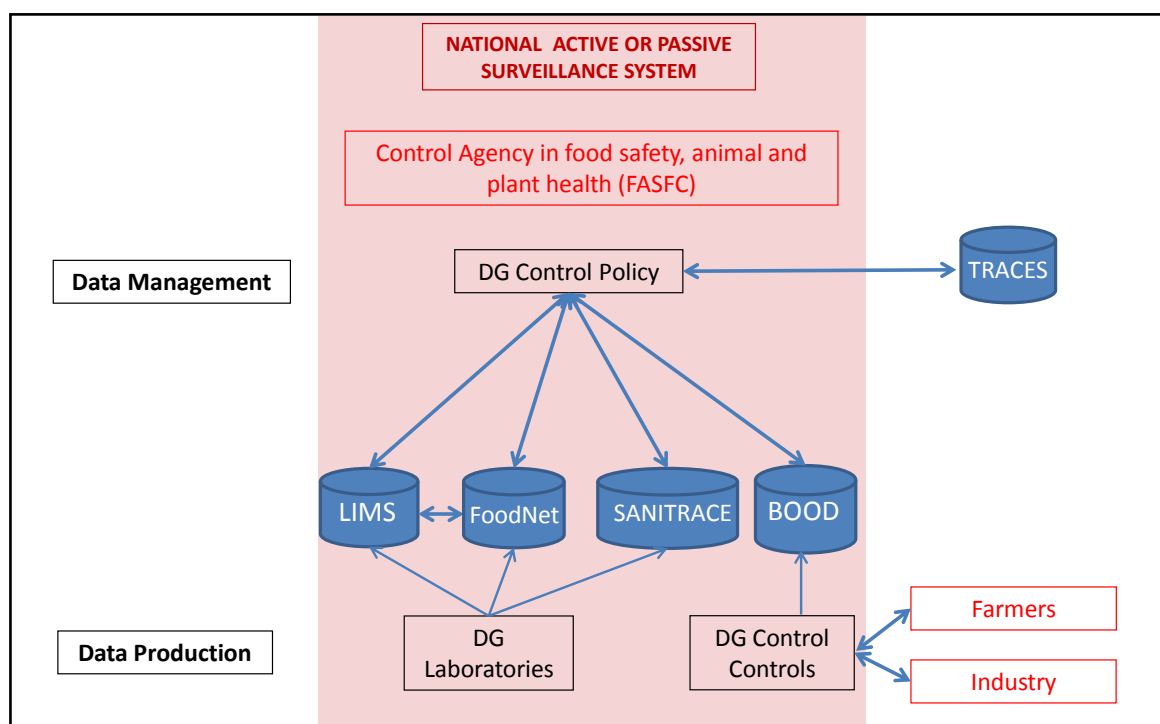 NATIONAL ACTIVE OR PASSIVE
SURVEILLANCE SYSTEM
Control Agency in food safety, animal and
plant health (FASFC)
Data Management
DG Control Policy
TRACES
LIMS
FoodNet
SANITRACE
BOOD
Data Production
DG
Laboratories
DG Control
Controls
Farmers
Industry